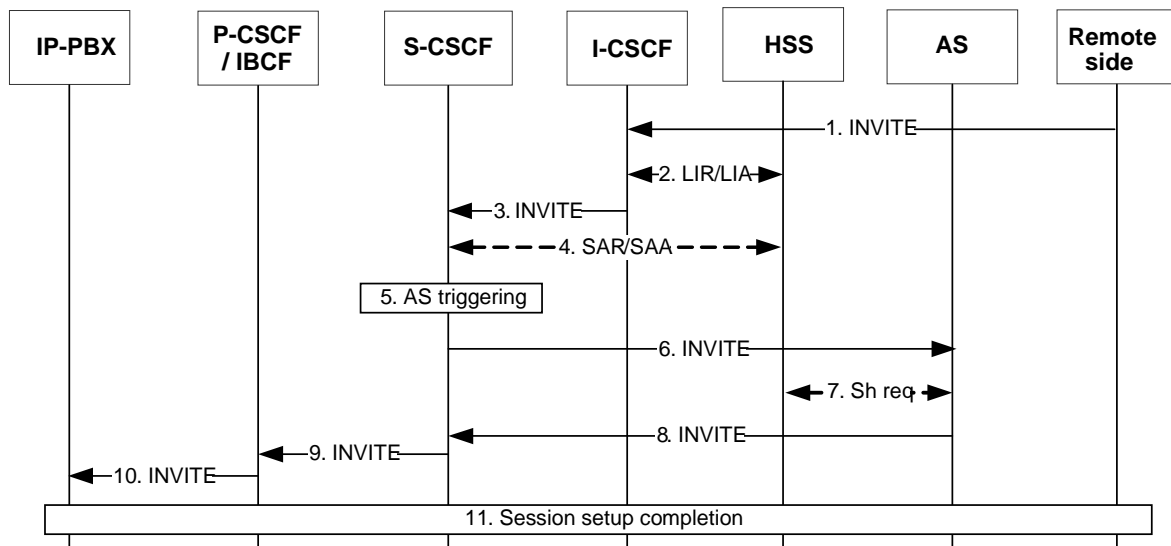 IP-PBX
P-CSCF
/ IBCF
S-CSCF
I-CSCF
HSS
AS
Remote
side
1. INVITE
2. LIR/LIA
3. INVITE
4. SAR/SAA
5. AS triggering
6. INVITE
7. Sh req
8. INVITE
9. INVITE
10. INVITE
11. Session setup completion